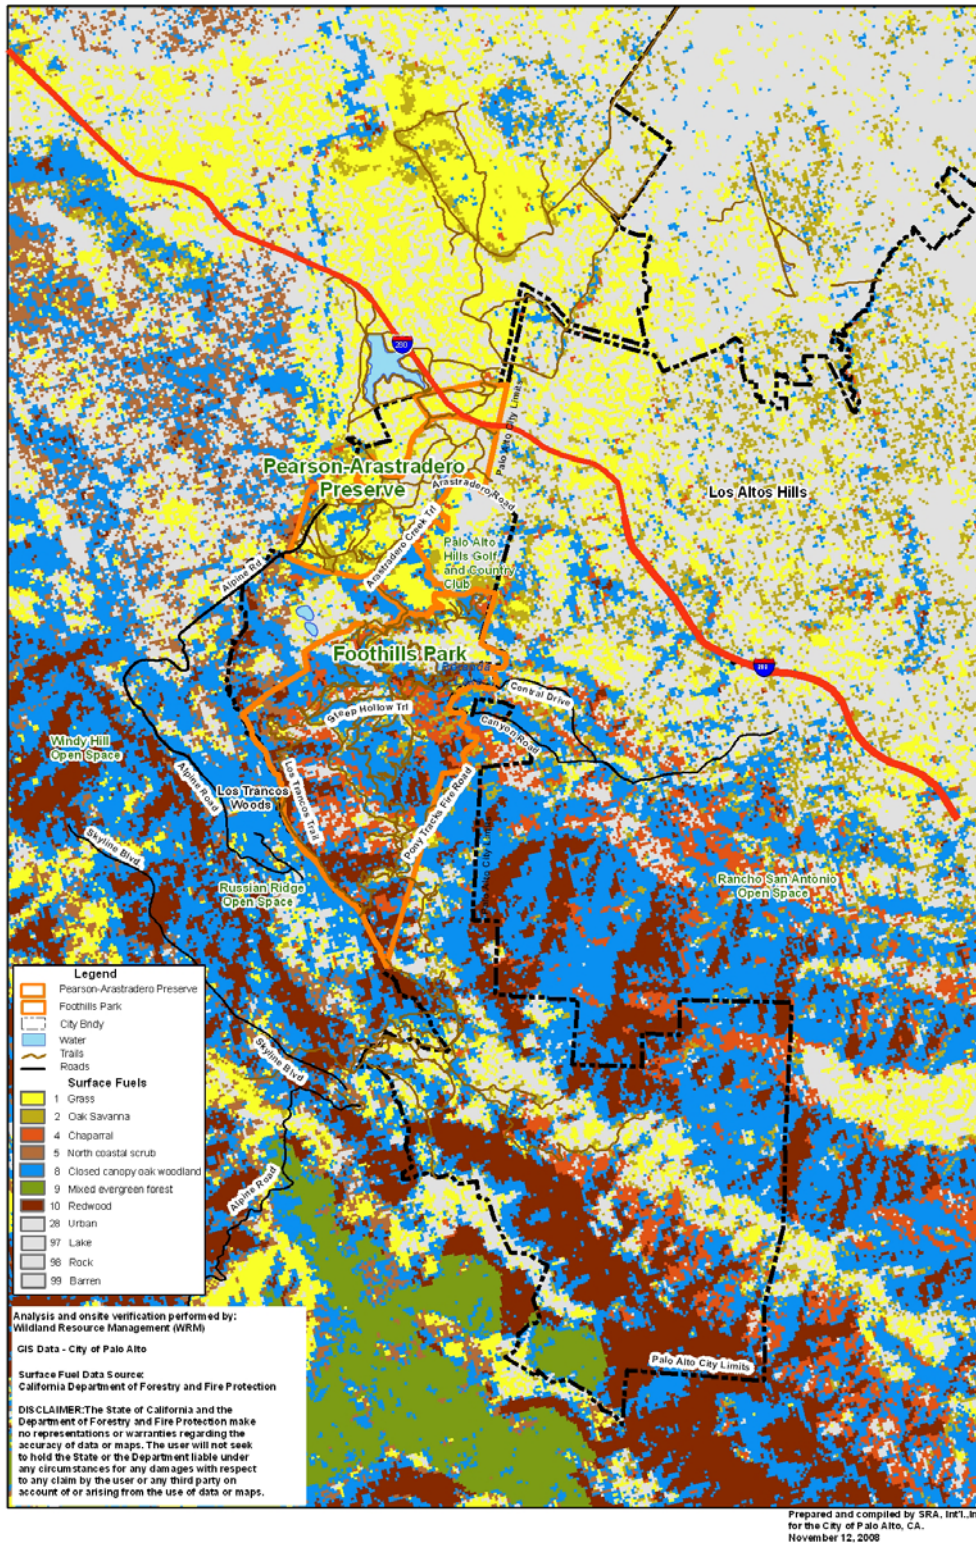 280
Palo Alto City Limits
Pearson-Arastradero
Preserve
Arastradero Road
Los Altos Hills
Arastradero Creek Trl
Palo Alto
Hills Golf
and Country
Club
Alpine Rd
Foothills Park
280
Central Drive
Steep Hollow Trl
Canyon Road
Windy Hill
Open Space
Alpine Road
Los Trancos
Woods
Los Trancos Trail
Pony Tracks Fire Road
Skyline Blvd
Palo Alto City Limits
Russian Ridge
Open Space
Rancho San Antonio
Open Space
Legend
Pearson-Arastradero Preserve
Foothills Park
City Bndy
Water
Trails
Roads
Surface Fuels
1 Grass
2 Oak Savanna
4 Chaparral
5 North coastal scrub
8 Closed canopy oak woodland
9 Mixed evergreen forest
10 Redwood
28 Urban
97 Lake
98 Rock
99 Barren
Skyline Blvd
Alpine Road
Palo Alto City Limits
Analysis and onsite verification performed by:
Wildland Resource Management (WRM)
GIS Data - City of Palo Alto
Surface Fuel Data Source:
California Department of Forestry and Fire Protection
DISCLAIMER:The State of California and the
Department of Forestry and Fire Protection make
no representations or warranties regarding the
accuracy of data or maps. The user will not seek
to hold the State or the Department liable under
any circumstances for any damages with respect
to any claim by the user or any third party on
account of or arising from the use of data or maps.
Prepared and compiled by SRA, Int'l.,In
for the City of Palo Alto, CA.
November 12, 2008